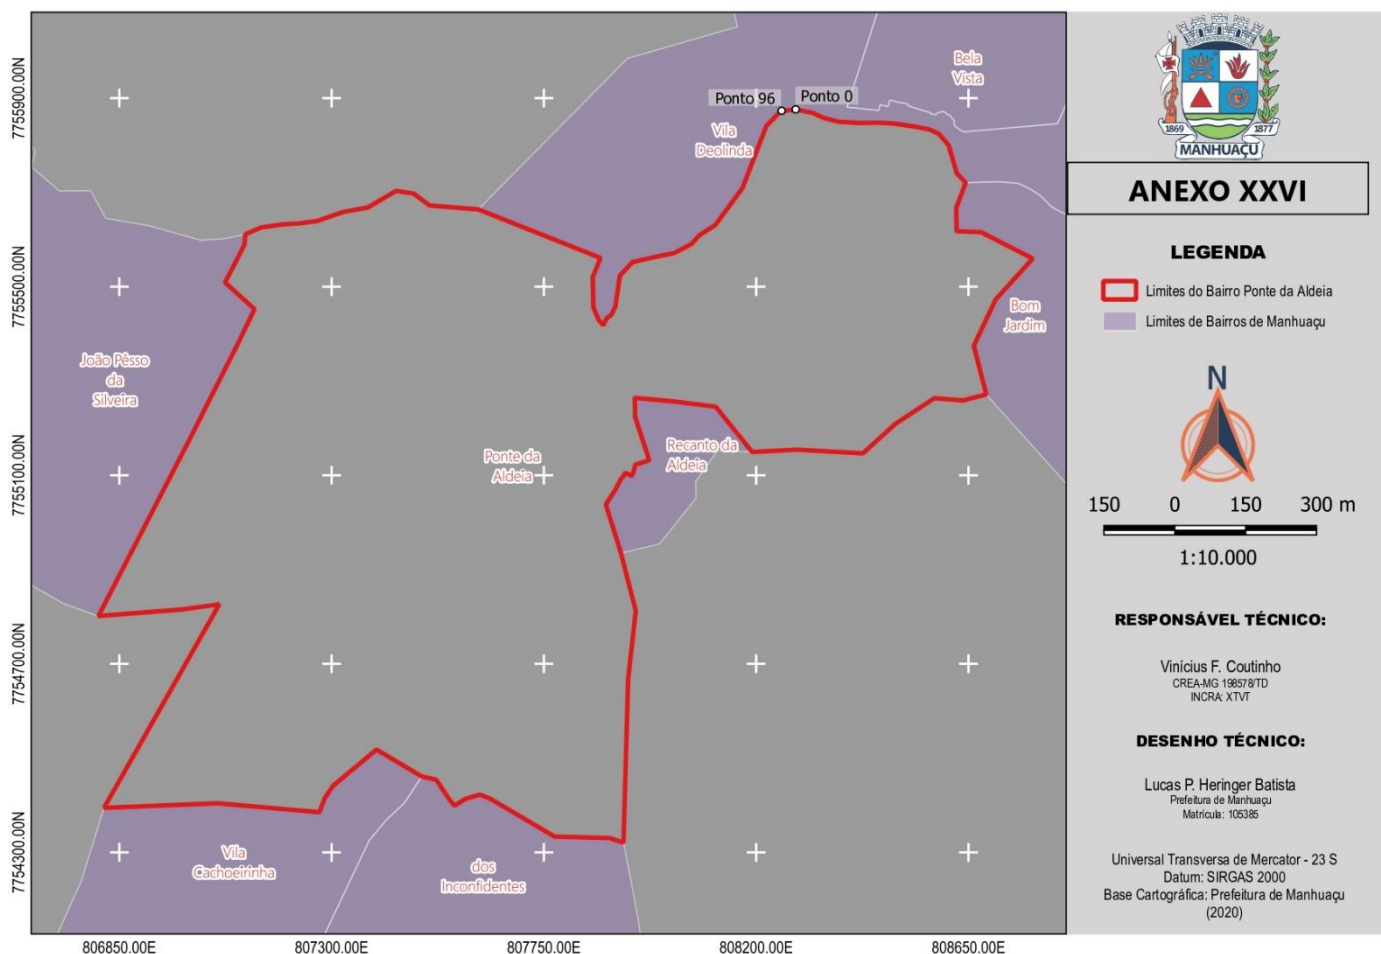 7755900.00N
7755500.00N
7755100.00N
7754700.00N
7754300.00N
806850.00E
807300.00E
807750.00E
808200.00E
808650.00E
Bela
Vista
Ponto 96
Ponto 0
Vila
Deolinda
Bom
Jardim
João Pêsso
da
Silveira
Ponte da
Aldeia
Recanto da
Aldeia
Vila
Cachoeirinha
dos
Inconfidentes
1869
1877
MANHUAÇU
ANEXO XXVI
LEGENDA
Limites do Bairro Ponte da Aldeia
Limites de Bairros de Manhuaçu
N
150 0 150 300 m
1:10.000
RESPONSÁVEL TÉCNICO:
Vinícius F. Coutinho
CREA-MG 198578/TD
INCRA: XTVT
DESENHO TÉCNICO:
Lucas P. Heringer Batista
Prefeitura de Manhuaçu
Matrícula: 105385
Universal Transversa de Mercator - 23 S
Datum: SIRGAS 2000
Base Cartográfica: Prefeitura de Manhuaçu
(2020)